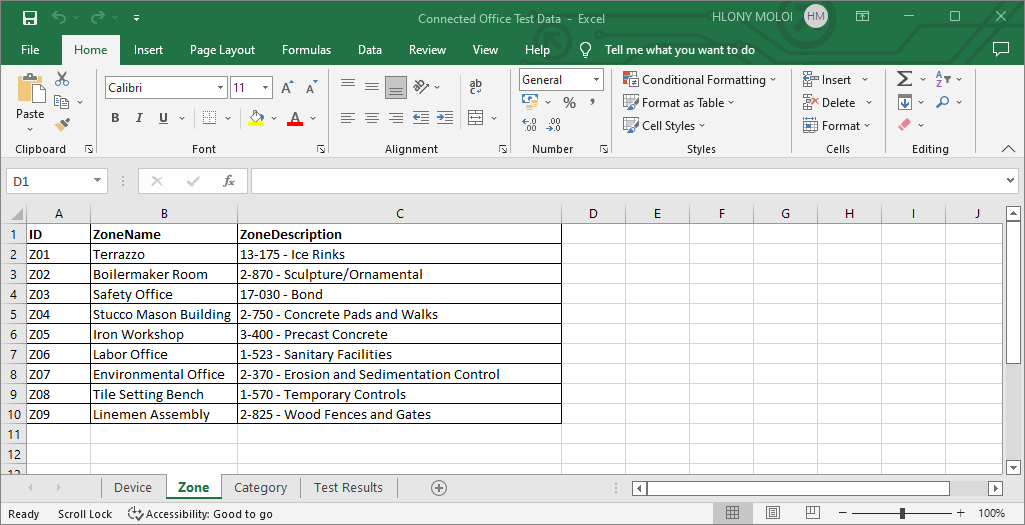 Connected Office Test Data - Excel
HLONY MOLOI HM
File Home Insert Page Layout Formulas Data Review View Help Tell me what you want to do
Paste
Clipboard
Calibri 11
B I U
Font
ab
Alignment
General
%
Number
Conditional Formatting
Format as Table
Cell Styles
Styles
Insert
Delete
Format
Cells
Editing
D1 fx
A B C D E F G H I J
1 ID ZoneName ZoneDescription
2 Z01 Terrazzo 13-175 - Ice Rinks
3 Z02 Boilermaker Room 2-870 - Sculpture/Ornamental
4 Z03 Safety Office 17-030 - Bond
5 Z04 Stucco Mason Building 2-750 - Concrete Pads and Walks
6 Z05 Iron Workshop 3-400 - Precast Concrete
7 Z06 Labor Office 1-523 - Sanitary Facilities
8 Z07 Environmental Office 2-370 - Erosion and Sedimentation Control
9 Z08 Tile Setting Bench 1-570 - Temporary Controls
10 Z09 Linemen Assembly 2-825 - Wood Fences and Gates
11
12
13
Device Zone Category Test Results
Ready Scroll Lock Accessibility: Good to go 100%